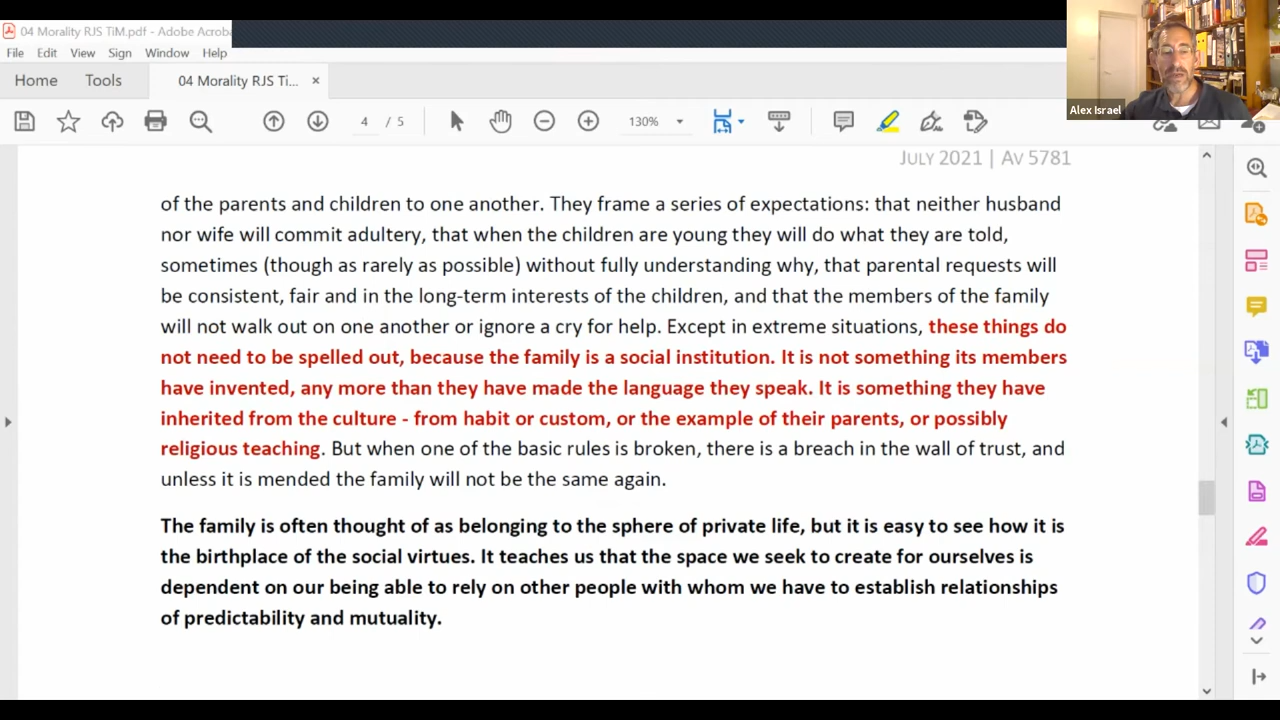 04 Morality RJS TiM.pdf - Adobe Acroba
File Edit View Sign Window Help
Home Tools 04 Morality RJS Ti... ×
4 / 5 130%
Alex Israel
JULY 2021 | AV 5781
of the parents and children to one another. They frame a series of expectations: that neither husband
nor wife will commit adultery, that when the children are young they will do what they are told,
sometimes (though as rarely as possible) without fully understanding why, that parental requests will
be consistent, fair and in the long-term interests of the children, and that the members of the family
will not walk out on one another or ignore a cry for help. Except in extreme situations, these things do
not need to be spelled out, because the family is a social institution. It is not something its members
have invented, any more than they have made the language they speak. It is something they have
inherited from the culture - from habit or custom, or the example of their parents, or possibly
religious teaching. But when one of the basic rules is broken, there is a breach in the wall of trust, and
unless it is mended the family will not be the same again.
The family is often thought of as belonging to the sphere of private life, but it is easy to see how it is
the birthplace of the social virtues. It teaches us that the space we seek to create for ourselves is
dependent on our being able to rely on other people with whom we have to establish relationships
of predictability and mutuality.